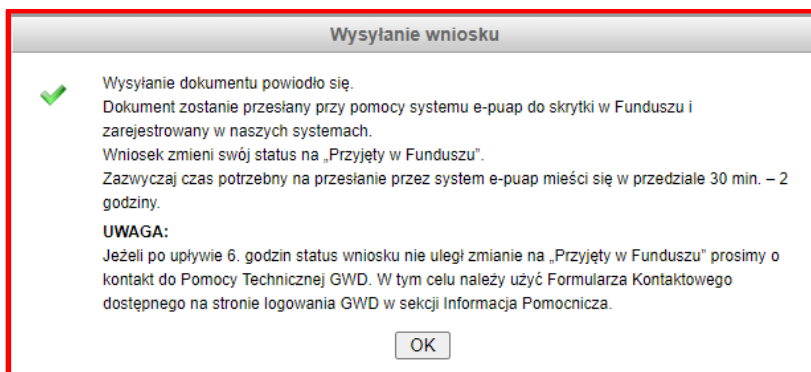 Wysyłanie wniosku
Wysyłanie dokumentu powiodło się.
Dokument zostanie przesłany przy pomocy systemu e-puap do skrytki w Funduszu i
zarejestrowany w naszych systemach.
Wniosek zmieni swój status na „Przyjęty w Funduszu”.
Zazwyczaj czas potrzebny na przesłanie przez system e-puap mieści się w przedziale 30 min. – 2
godziny.
UWAGA:
Jeżeli po upływie 6. godzin status wniosku nie uległ zmianie na „Przyjęty w Funduszu” prosimy o
kontakt do Pomocy Technicznej GWD. W tym celu należy użyć Formularza Kontaktowego
dostępnego na stronie logowania GWD w sekcji Informacja Pomocnicza.
OK